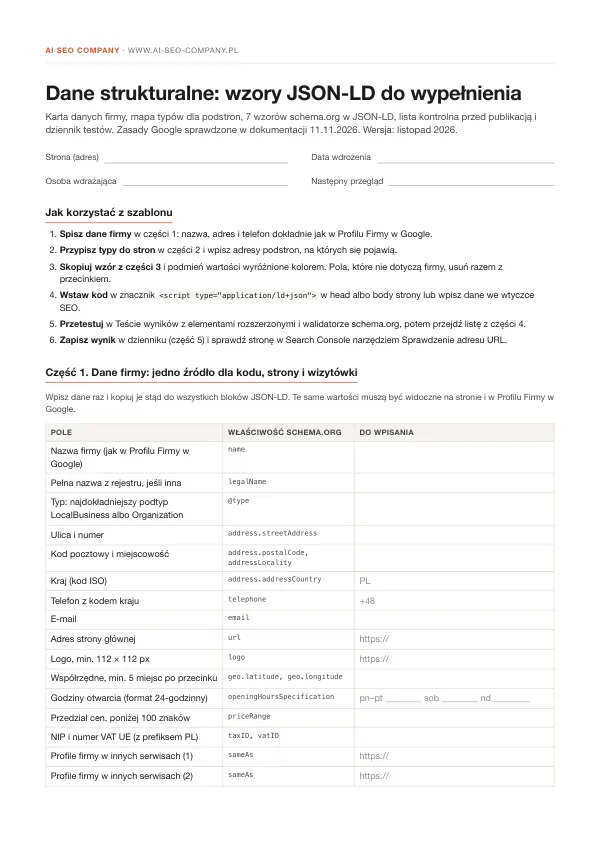 AI SEO COMPANY · WWW.AI-SEO-COMPANY.PL
Dane strukturalne: wzory JSON-LD do wypełnienia
Karta danych firmy, mapa typów dla podstron, 7 wzorów schema.org w JSON-LD, lista kontrolna przed publikacją i
dziennik testów. Zasady Google sprawdzone w dokumentacji 11.11.2026. Wersja: listopad 2026.
Strona (adres) Data wdrożenia
Osoba wdrażająca Następny przegląd
Jak korzystać z szablonu
1. Spisz dane firmy w części 1: nazwa, adres i telefon dokładnie jak w Profilu Firmy w Google.
2. Przypisz typy do stron w części 2 i wpisz adresy podstron, na których się pojawią.
3. Skopiuj wzór z części 3 i podmień wartości wyróżnione kolorem. Pola, które nie dotyczą firmy, usuń razem z
przecinkiem.
4. Wstaw kod w znacznik <script type="application/ld+json"> w head albo body strony lub wpisz dane we wtyczce
SEO.
5. Przetestuj w Teście wyników z elementami rozszerzonymi i walidatorze schema.org, potem przejdź listę z części 4.
6. Zapisz wynik w dzienniku (część 5) i sprawdź stronę w Search Console narzędziem Sprawdzenie adresu URL.
Część 1. Dane firmy: jedno źródło dla kodu, strony i wizytówki
Wpisz dane raz i kopiuj je stąd do wszystkich bloków JSON-LD. Te same wartości muszą być widoczne na stronie i w Profilu Firmy w
Google.
POLE WŁAŚCIWOŚĆ SCHEMA.ORG DO WPISANIA
Nazwa firmy (jak w Profilu Firmy w
Google) name
Pełna nazwa z rejestru, jeśli inna legalName
Typ: najdokładniejszy podtyp
LocalBusiness albo Organization @type
Ulica i numer address.streetAddress
Kod pocztowy i miejscowość address.postalCode,
addressLocality
Kraj (kod ISO) address.addressCountry PL
Telefon z kodem kraju telephone +48
E-mail email
Adres strony głównej url https://
Logo, min. 112 × 112 px logo https://
Współrzędne, min. 5 miejsc po przecinku geo.latitude, geo.longitude
Godziny otwarcia (format 24-godzinny) openingHoursSpecification pn–pt ________ sob ________ nd ________
Przedział cen, poniżej 100 znaków priceRange
NIP i numer VAT UE (z prefiksem PL) taxID, vatID
Profile firmy w innych serwisach (1) sameAs https://
Profile firmy w innych serwisach (2) sameAs https://